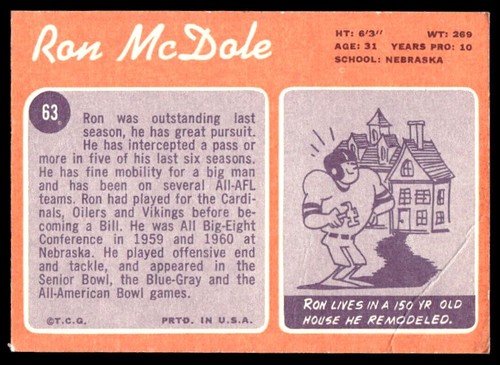 Ron McDole
HT: 6'3" WT: 269
AGE: 31 YEARS PRO: 10
SCHOOL: NEBRASKA
63
Ron was outstanding last
season, he has great pursuit.
He has intercepted a pass or
more in five of his last six seasons.
He has fine mobility for a big man
and has been on several All-AFL
teams. Ron had played for the Cardi-
nals, Oilers and Vikings before be-
coming a Bill. He was All Big-Eight
Conference in 1959 and 1960 at
Nebraska. He played offensive end
and tackle, and appeared in the
Senior Bowl, the Blue-Gray and the
All-American Bowl games.
©T.C.G. PRTD. IN U.S.A.
RON LIVES IN A 150 YR OLD
HOUSE HE REMODELED.